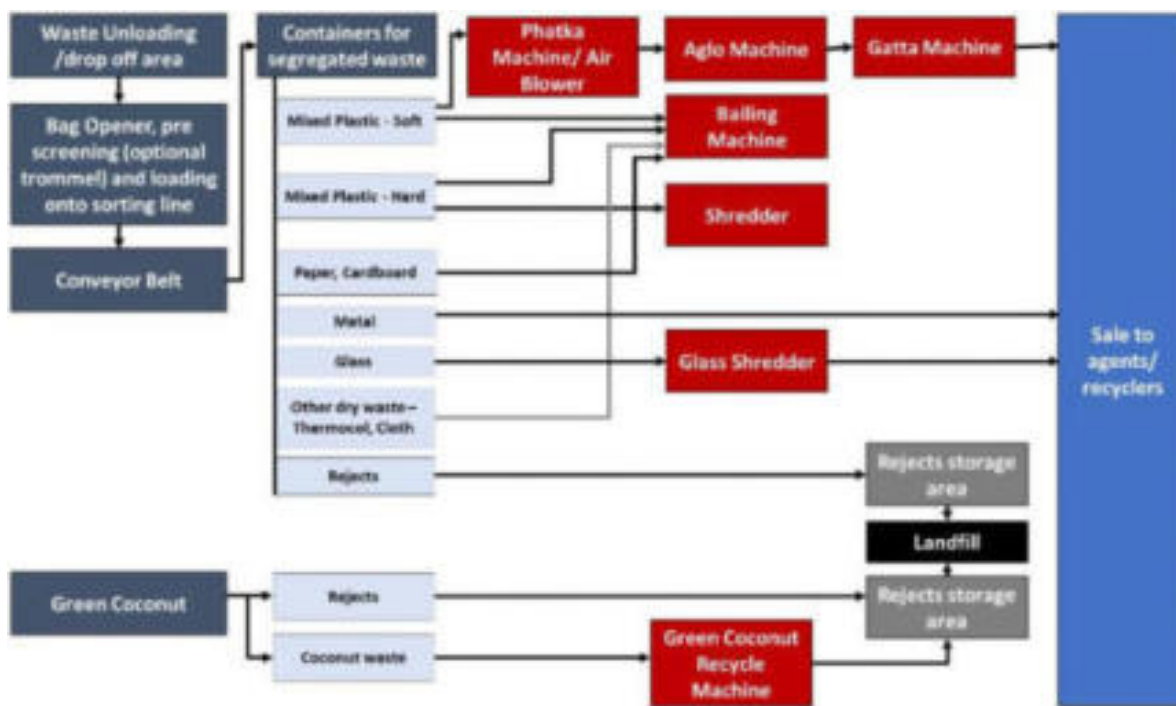 Waste Unloading
/drop off area
Containers for
segregated waste
Phatka
Machine/ Air
Blower
Aglo Machine
Gatta Machine
Bag Opener, pre
screening (optional
trommel) and loading
onto sorting line
Mixed Plastic - Soft
Bailing
Machine
Mixed Plastic - Hard
Shredder
Conveyor Belt
Paper, Cardboard
Metal
Glass
Glass Shredder
Sale to
agents/
recyclers
Other dry waste–
Thermocol, Cloth
Rejects
Rejects storage
area
Landfill
Green Coconut
Rejects
Rejects storage
area
Coconut waste
Green Coconut
Recycle
Machine